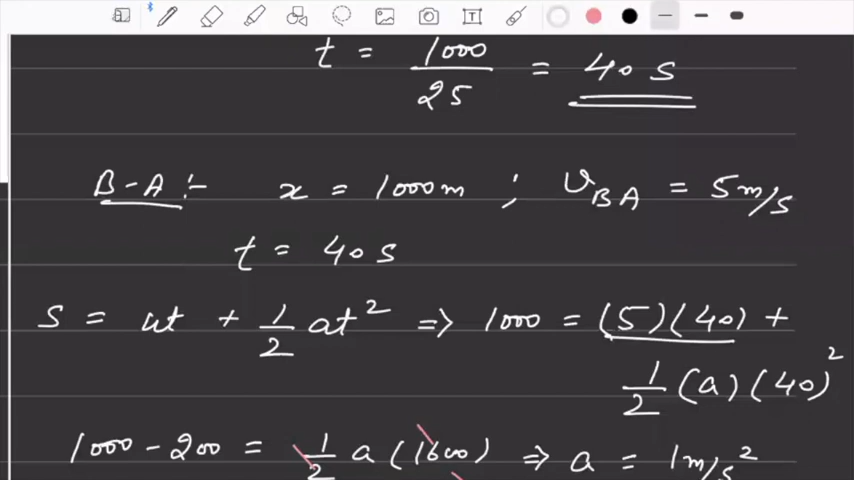 t = 1000/25 = 40 s
B - A :- x = 1000m ; v_BA = 5 m/s
t = 40 s
S = ut + 1/2 at² => 1000 = (5)(40) +
1/2 (a)(40)²
1000 - 200 = 1/2 a (1600) => a = 1m/s²